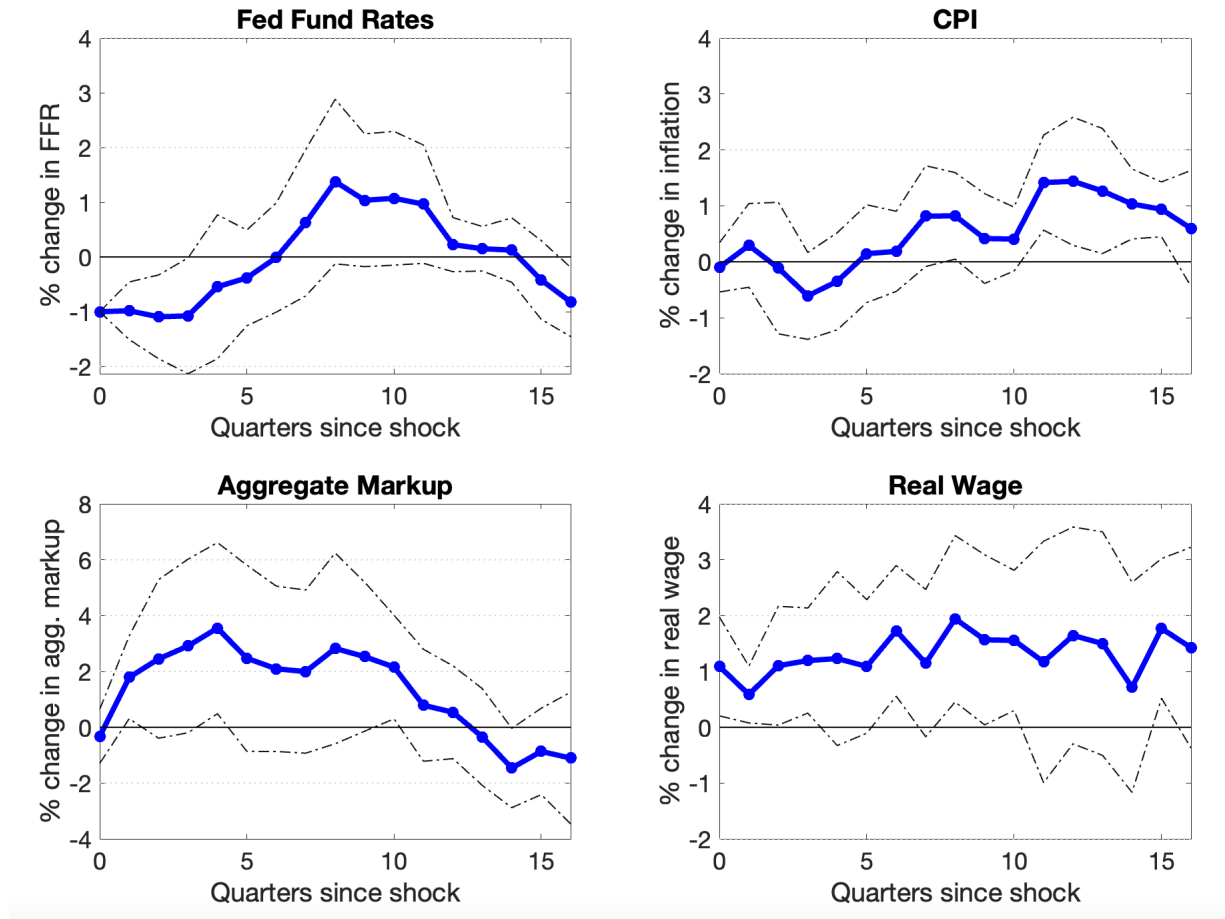 Fed Fund Rates
% change in FFR
4
3
2
1
0
-1
-2
0 5 10 15
Quarters since shock
CPI
% change in inflation
4
3
2
1
0
-1
-2
0 5 10 15
Quarters since shock
Aggregate Markup
% change in agg. markup
8
6
4
2
0
-2
-4
0 5 10 15
Quarters since shock
Real Wage
% change in real wage
4
3
2
1
0
-1
-2
0 5 10 15
Quarters since shock